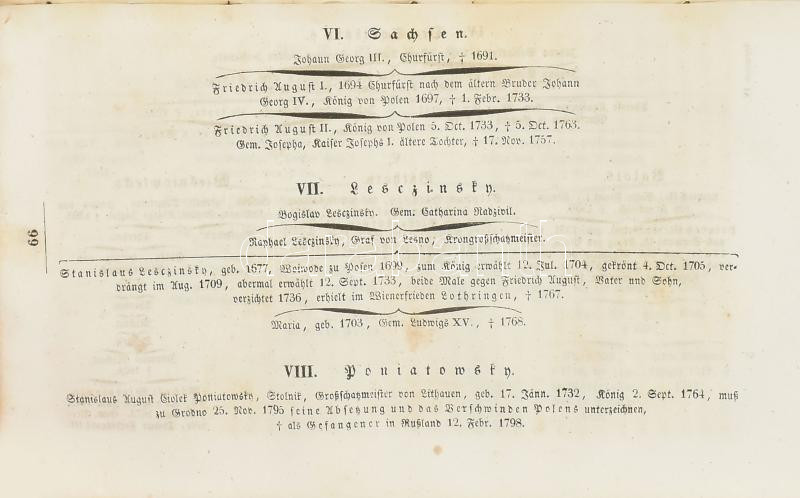 VI. Sachsen.
Johann Georg III., Churfürst, † 1691.
Friedrich August I., 1694 Churfürst nach dem ältern Bruder Johann
Georg IV., König von Polen 1697, † 1. Febr. 1733.
Friedrich August II., König von Polen 5. Oct. 1733, † 5. Oct. 1763.
Gem. Josepha, Kaiser Josephs I. ältere Tochter, † 17. Nov. 1757.
VII. Lesczinsky.
Bogislav Lesczinsky. Gem. Catharina Radzivil.
Raphael Lesczinsky, Graf von Lesno, Krongroßschatzmeister.
Stanislaus Lesczinsky, geb. 1677, Woiwode zu Posen 1699, zum König erwählt 12. Jul. 1704, gekrönt 4. Oct. 1705, ver-
drängt im Aug. 1709, abermal erwählt 12. Sept. 1733, beide Male gegen Friedrich August, Vater und Sohn,
verzichtet 1736, erhielt im Wienerfrieden Lothringen, † 1767.
Maria, geb. 1703, Gem. Ludwigs XV., † 1768.
VIII. Poniatowsky.
Stanislaus August Ciolek Poniatowsky, Stolnik, Großschatzmeister von Lithauen, geb. 17. Jänn. 1732, König 2. Sept. 1764, muß
zu Grodno 25. Nov. 1795 seine Absetzung und das Verschwinden Polens unterzeichnen,
† als Gefangener in Rußland 12. Febr. 1798.
66